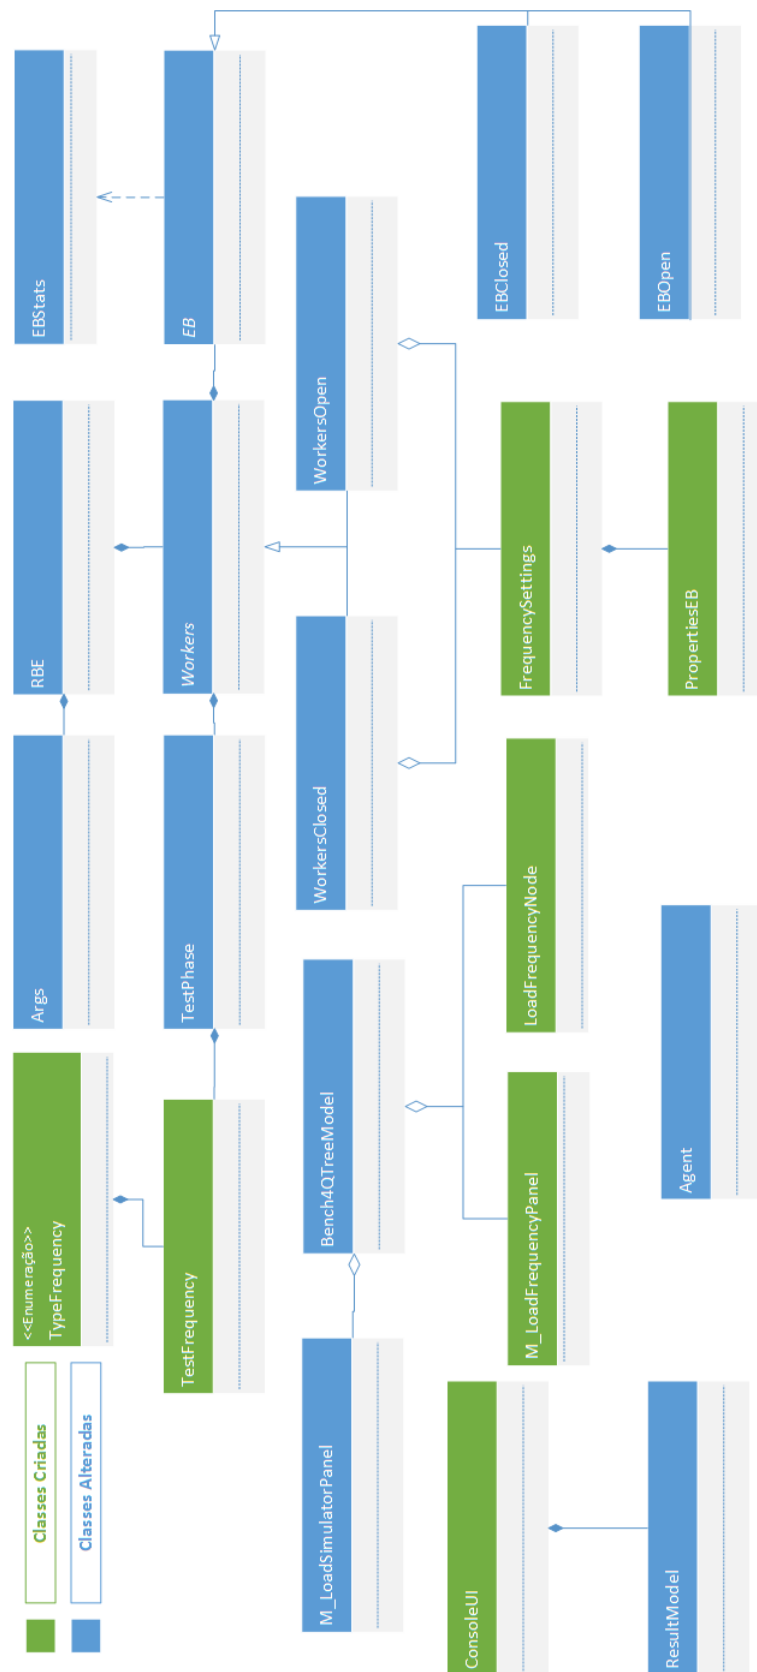 Classes Criadas
Classes Alteradas
<<Enumeração>>
TypeFrequency
Args
RBE
EBStats
TestFrequency
TestPhase
Workers
EB
M_LoadSimulatorPanel
Bench4QTreeModel
WorkersClosed
WorkersOpen
ConsoleUI
M_LoadFrequencyPanel
LoadFrequencyNode
FrequencySettings
EBClosed
ResultModel
Agent
PropertiesEB
EBOpen